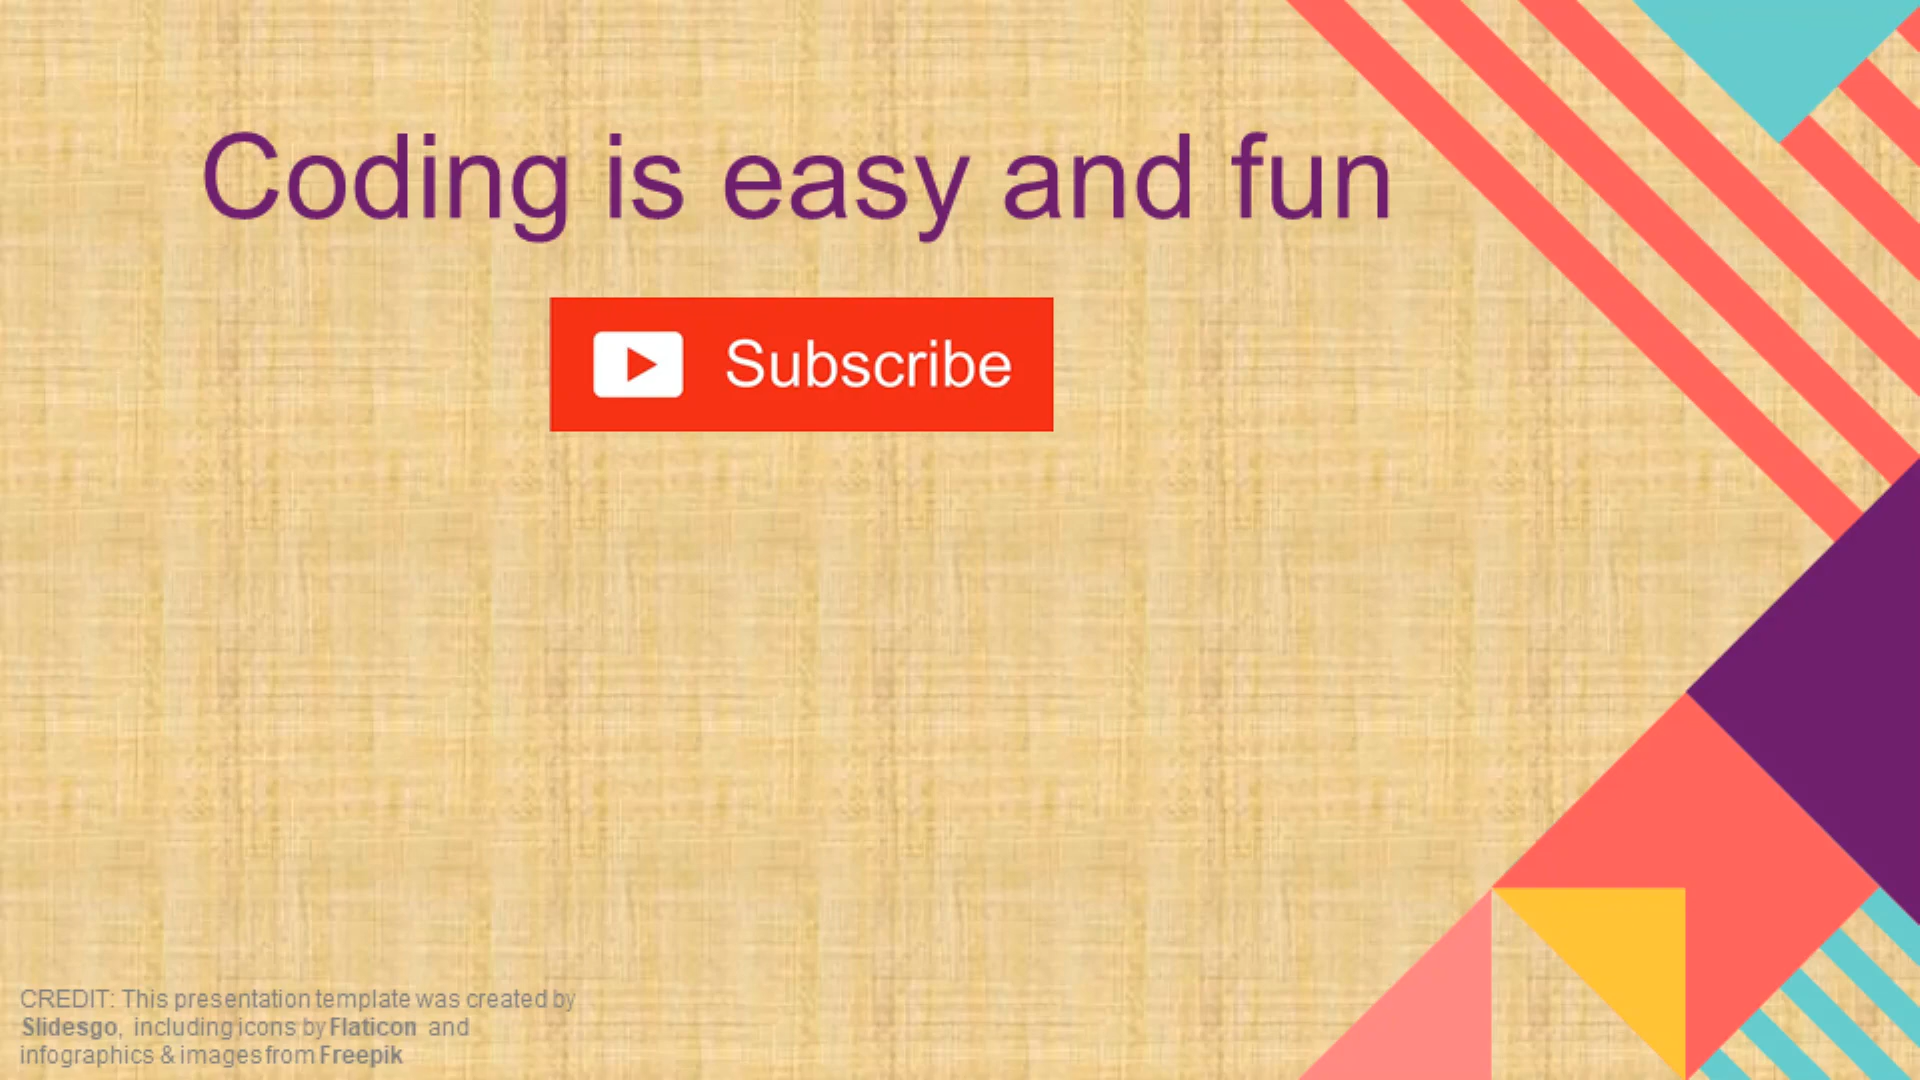 Coding is easy and fun
Subscribe
CREDIT: This presentation template was created by
Slidesgo, including icons by Flaticon and
infographics & images from Freepik